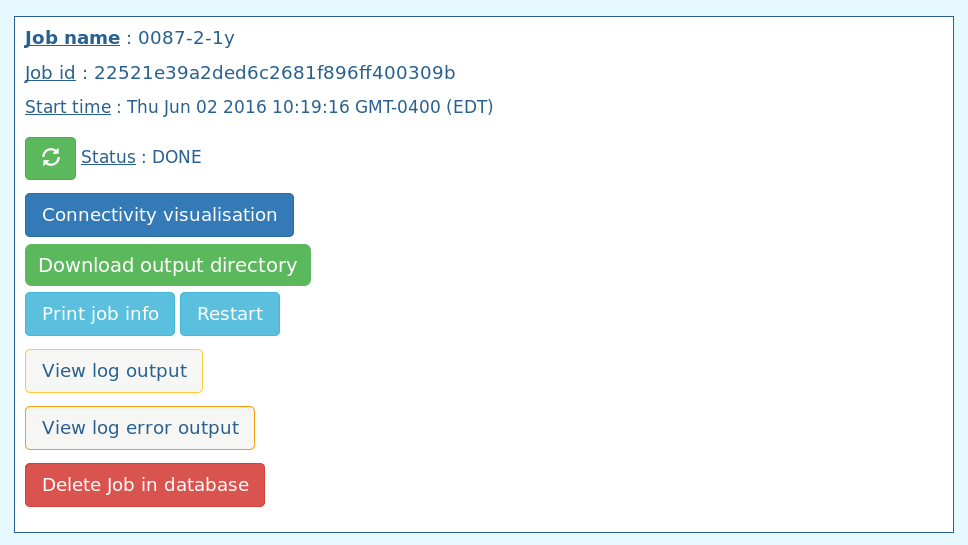 Job name : 0087-2-1y
Job id : 22521e39a2ded6c2681f896ff400309b
Start time : Thu Jun 02 2016 10:19:16 GMT-0400 (EDT)
Status : DONE
Connectivity visualisation
Download output directory
Print job info Restart
View log output
View log error output
Delete Job in database